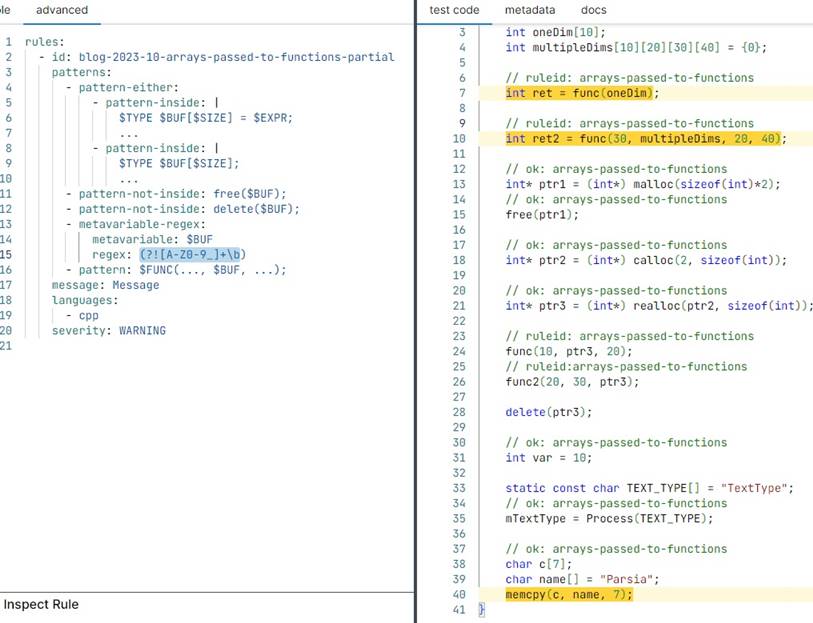 le advanced
1 rules:
2 - id: blog-2023-10-arrays-passed-to-functions-partial
3 patterns:
4 - pattern-either:
5 - pattern-inside: |
6 $TYPE $BUF[$SIZE] = $EXPR;
7 ...
8 - pattern-inside: |
9 $TYPE $BUF[$SIZE];
10 ...
11 - pattern-not-inside: free($BUF);
12 - pattern-not-inside: delete($BUF);
13 - metavariable-regex:
14 metavariable: $BUF
15 regex: (?![A-Z0-9_]+\b)
16 - pattern: $FUNC(..., $BUF, ...);
17 message: Message
18 languages:
19 - cpp
20 severity: WARNING
21
Inspect Rule
test code metadata docs
3 int oneDim[10];
4 int multipleDims[10][20][30][40] = {0};
5
6 // ruleid: arrays-passed-to-functions
7 int ret = func(oneDim);
8
9 // ruleid: arrays-passed-to-functions
10 int ret2 = func(30, multipleDims, 20, 40);
11
12 // ok: arrays-passed-to-functions
13 int* ptr1 = (int*) malloc(sizeof(int)*2);
14 // ok: arrays-passed-to-functions
15 free(ptr1);
16
17 // ok: arrays-passed-to-functions
18 int* ptr2 = (int*) calloc(2, sizeof(int));
19
20 // ok: arrays-passed-to-functions
21 int* ptr3 = (int*) realloc(ptr2, sizeof(int));
22
23 // ruleid: arrays-passed-to-functions
24 func(10, ptr3, 20);
25 // ruleid:arrays-passed-to-functions
26 func2(20, 30, ptr3);
27
28 delete(ptr3);
29
30 // ok: arrays-passed-to-functions
31 int var = 10;
32
33 static const char TEXT_TYPE[] = "TextType";
34 // ok: arrays-passed-to-functions
35 mTextType = Process(TEXT_TYPE);
36
37 // ok: arrays-passed-to-functions
38 char c[7];
39 char name[] = "Parsia";
40 memcpy(c, name, 7);
41 }